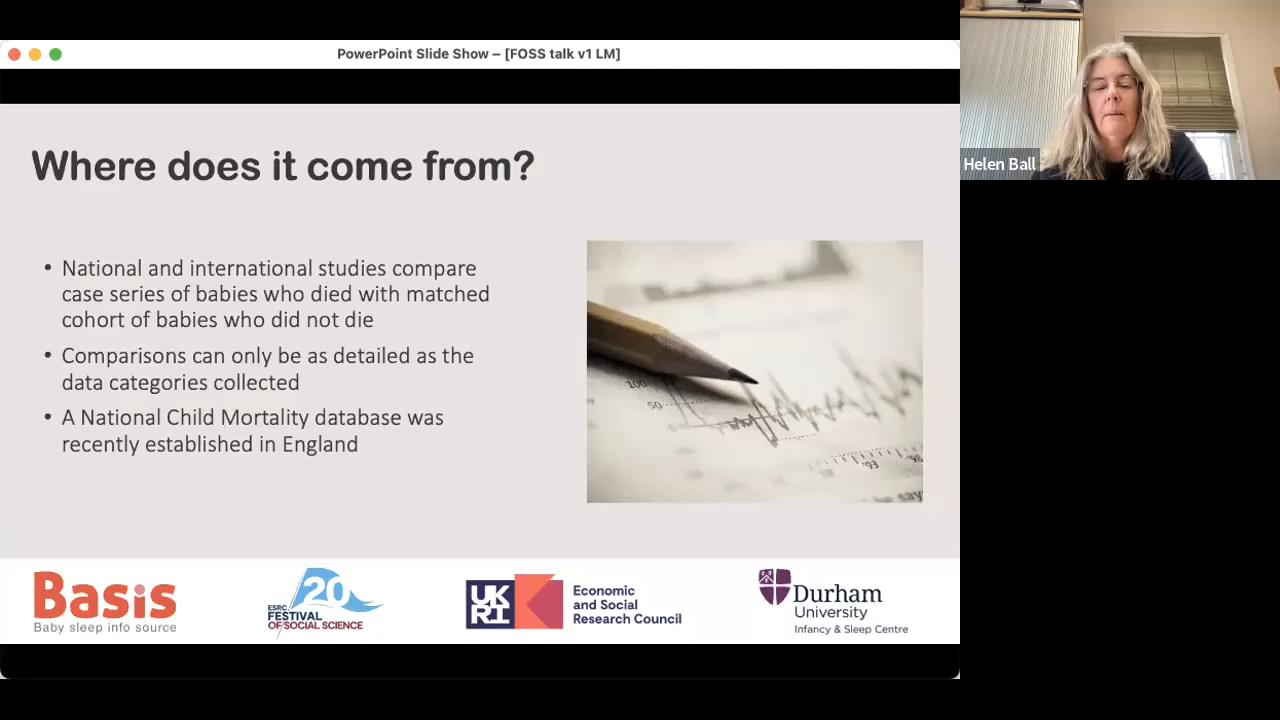 PowerPoint Slide Show – [FOSS talk v1 LM]
Helen Ball
Where does it come from?
• National and international studies compare
case series of babies who died with matched
cohort of babies who did not die
• Comparisons can only be as detailed as the
data categories collected
• A National Child Mortality database was
recently established in England
100
50
'93
'98
Basis
Baby sleep info source
20
ESRC
FESTIVAL
OF SOCIAL SCIENCE
UK
RI
Economic
and Social
Research Council
Durham
University
Infancy & Sleep Centre